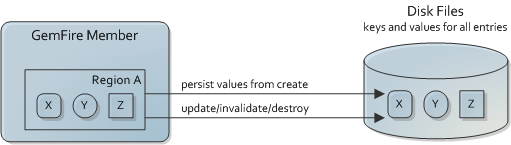 Disk Files
keys and values for all entries
GemFire Member
Region A
X Y Z
persist values from create
update/invalidate/destroy
X Y Z